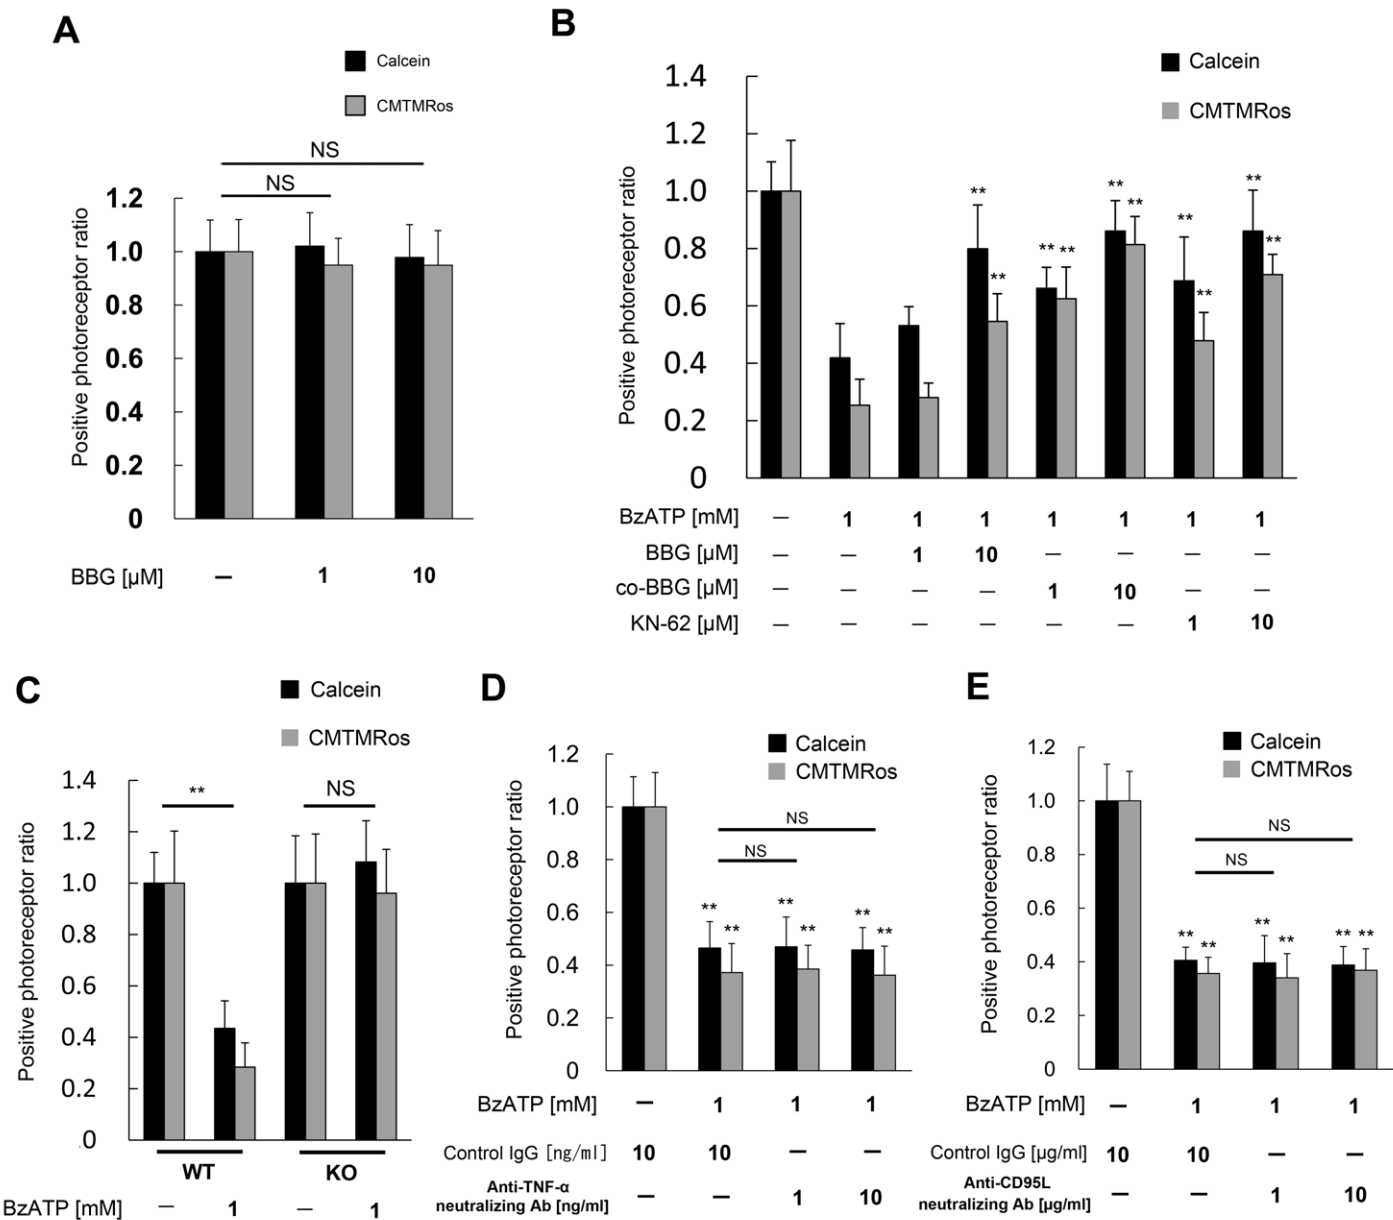 A
Calcein
CMTMRos
NS
NS
Positive photoreceptor ratio
1.2
1.0
0.8
0.6
0.4
0.2
0
BBG [µM] – 1 10
B
Calcein
CMTMRos
Positive photoreceptor ratio
1.4
1.2
1.0
0.8
0.6
0.4
0.2
0
** ** ** ** ** ** ** ** ** **
BzATP [mM] – 1 1 1 1 1 1 1
BBG [µM] – – 1 10 – – – –
co-BBG [µM] – – – – 1 10 – –
KN-62 [µM] – – – – – – 1 10
C
Calcein
CMTMRos
Positive photoreceptor ratio
1.4
1.2
1.0
0.8
0.6
0.4
0.2
0
** NS
WT KO
BzATP [mM] – 1 – 1
D
Calcein
CMTMRos
Positive photoreceptor ratio
1.2
1.0
0.8
0.6
0.4
0.2
0
NS
NS
** ** ** ** ** **
BzATP [mM] – 1 1 1
Control IgG [ng/ml] 10 10 – –
Anti-TNF-α
neutralizing Ab [ng/ml] – – 1 10
E
Calcein
CMTMRos
Positive photoreceptor ratio
1.2
1.0
0.8
0.6
0.4
0.2
0
NS
NS
** ** ** ** ** **
BzATP [mM] – 1 1 1
Control IgG [µg/ml] 10 10 – –
Anti-CD95L
neutralizing Ab [µg/ml] – – 1 10